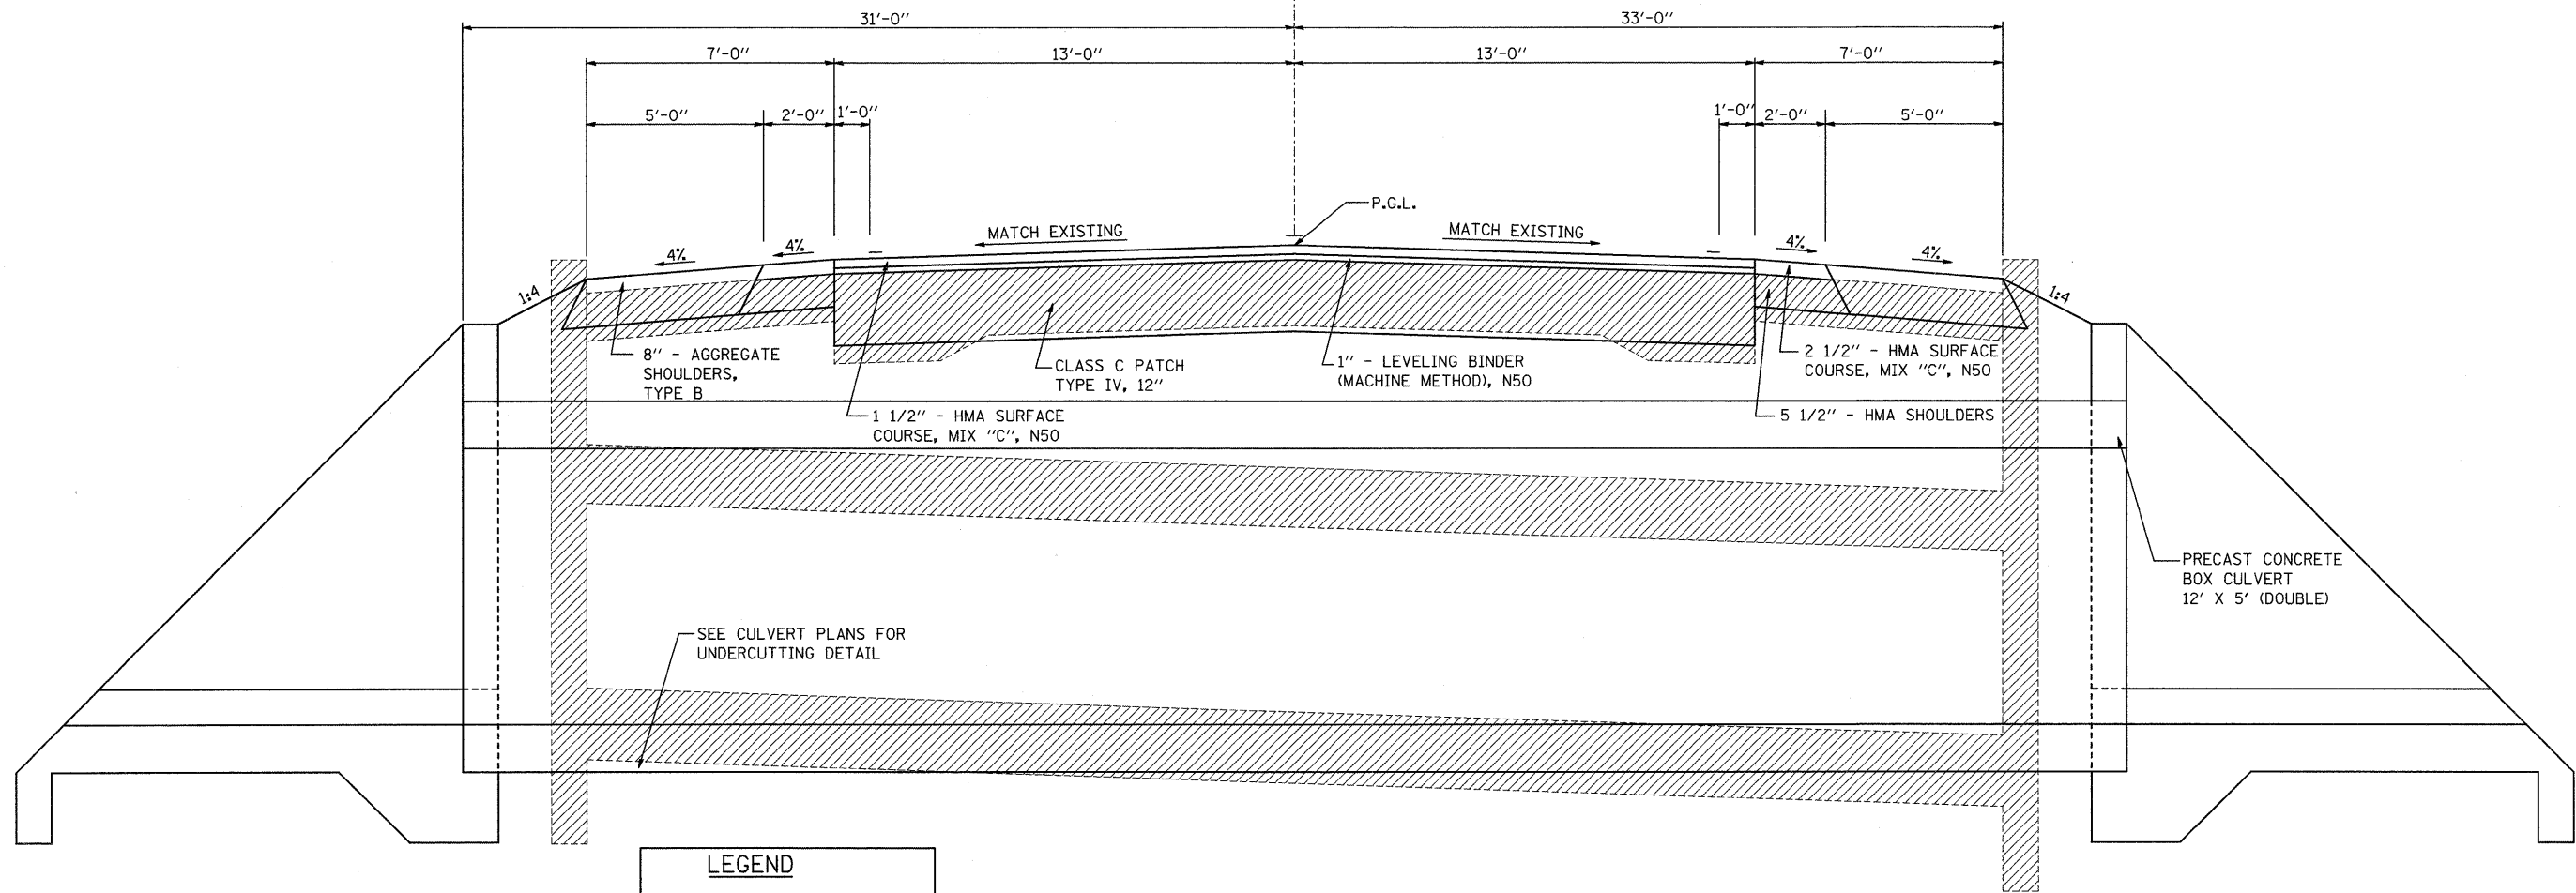 31'-0"
33'-0"
7'-0"
13'-0"
13'-0"
7'-0"
5'-0"
2'-0"
1'-0"
1'-0"
2'-0"
5'-0"
P.G.L.
MATCH EXISTING
MATCH EXISTING
4%
4%
4%
4%
1:4
1:4
8" - AGGREGATE
SHOULDERS,
TYPE B
CLASS C PATCH
TYPE IV, 12"
1" - LEVELING BINDER
(MACHINE METHOD), N50
2 1/2" - HMA SURFACE
COURSE, MIX "C", N50
1 1/2" - HMA SURFACE
COURSE, MIX "C", N50
5 1/2" - HMA SHOULDERS
PRECAST CONCRETE
BOX CULVERT
12' X 5' (DOUBLE)
SEE CULVERT PLANS FOR
UNDERCUTTING DETAIL
LEGEND